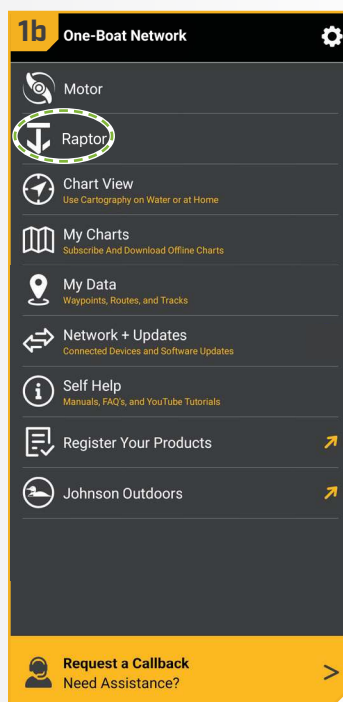 1b
One-Boat Network
Motor
Raptor
Chart View
Use Cartography on Water or at Home
My Charts
Subscribe And Download Offline Charts
My Data
Waypoints, Routes, and Tracks
Network + Updates
Connected Devices and Software Updates
Self Help
Manuals, FAQ's, and YouTube Tutorials
Register Your Products
Johnson Outdoors
Request a Callback
Need Assistance?